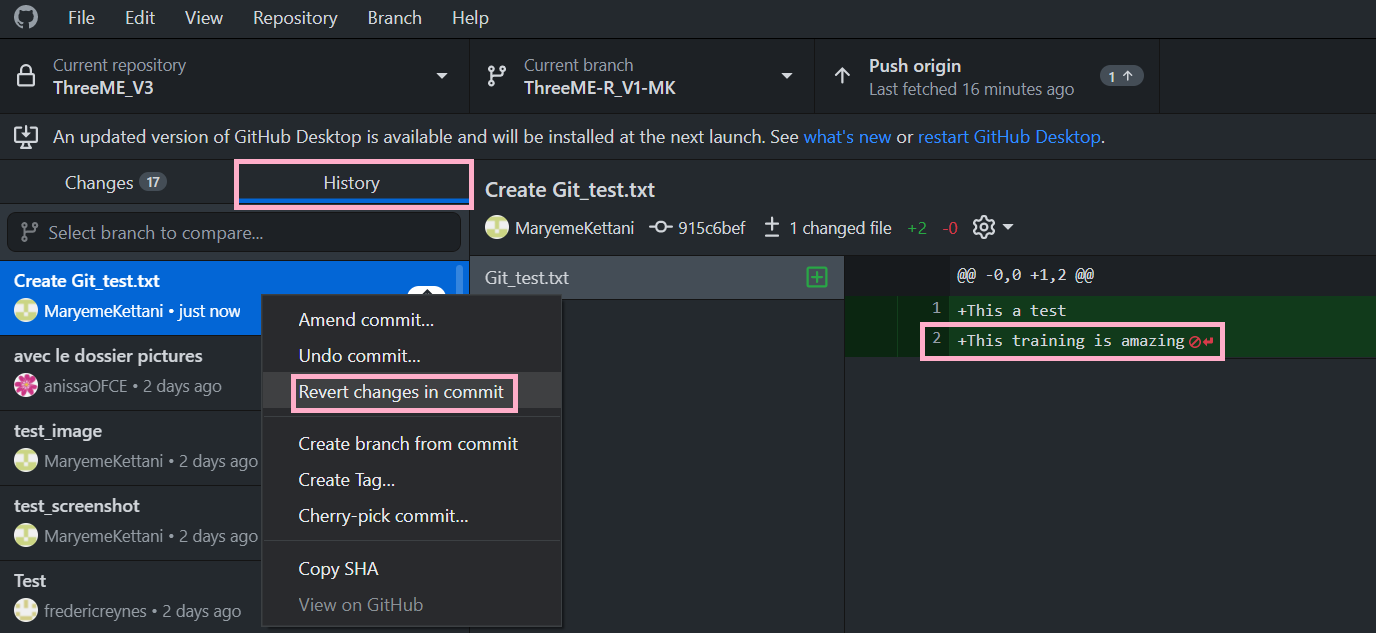 File Edit View Repository Branch Help
Current repository
ThreeME_V3
Current branch
ThreeME-R_V1-MK
Push origin
Last fetched 16 minutes ago
1
An updated version of GitHub Desktop is available and will be installed at the next launch. See what's new or restart GitHub Desktop.
Changes 17
History
Select branch to compare...
Create Git_test.txt
MaryemeKettani • just now
avec le dossier pictures
anissaOFCE • 2 days ago
test_image
MaryemeKettani • 2 days ago
test_screenshot
MaryemeKettani • 2 days ago
Test
fredericreynes • 2 days ago
Amend commit...
Undo commit...
Revert changes in commit
Create branch from commit
Create Tag...
Cherry-pick commit...
Copy SHA
View on GitHub
Create Git_test.txt
MaryemeKettani 915c6bef 1 changed file +2 -0
Git_test.txt
@@ -0,0 +1,2 @@
1 +This a test
2 +This training is amazing